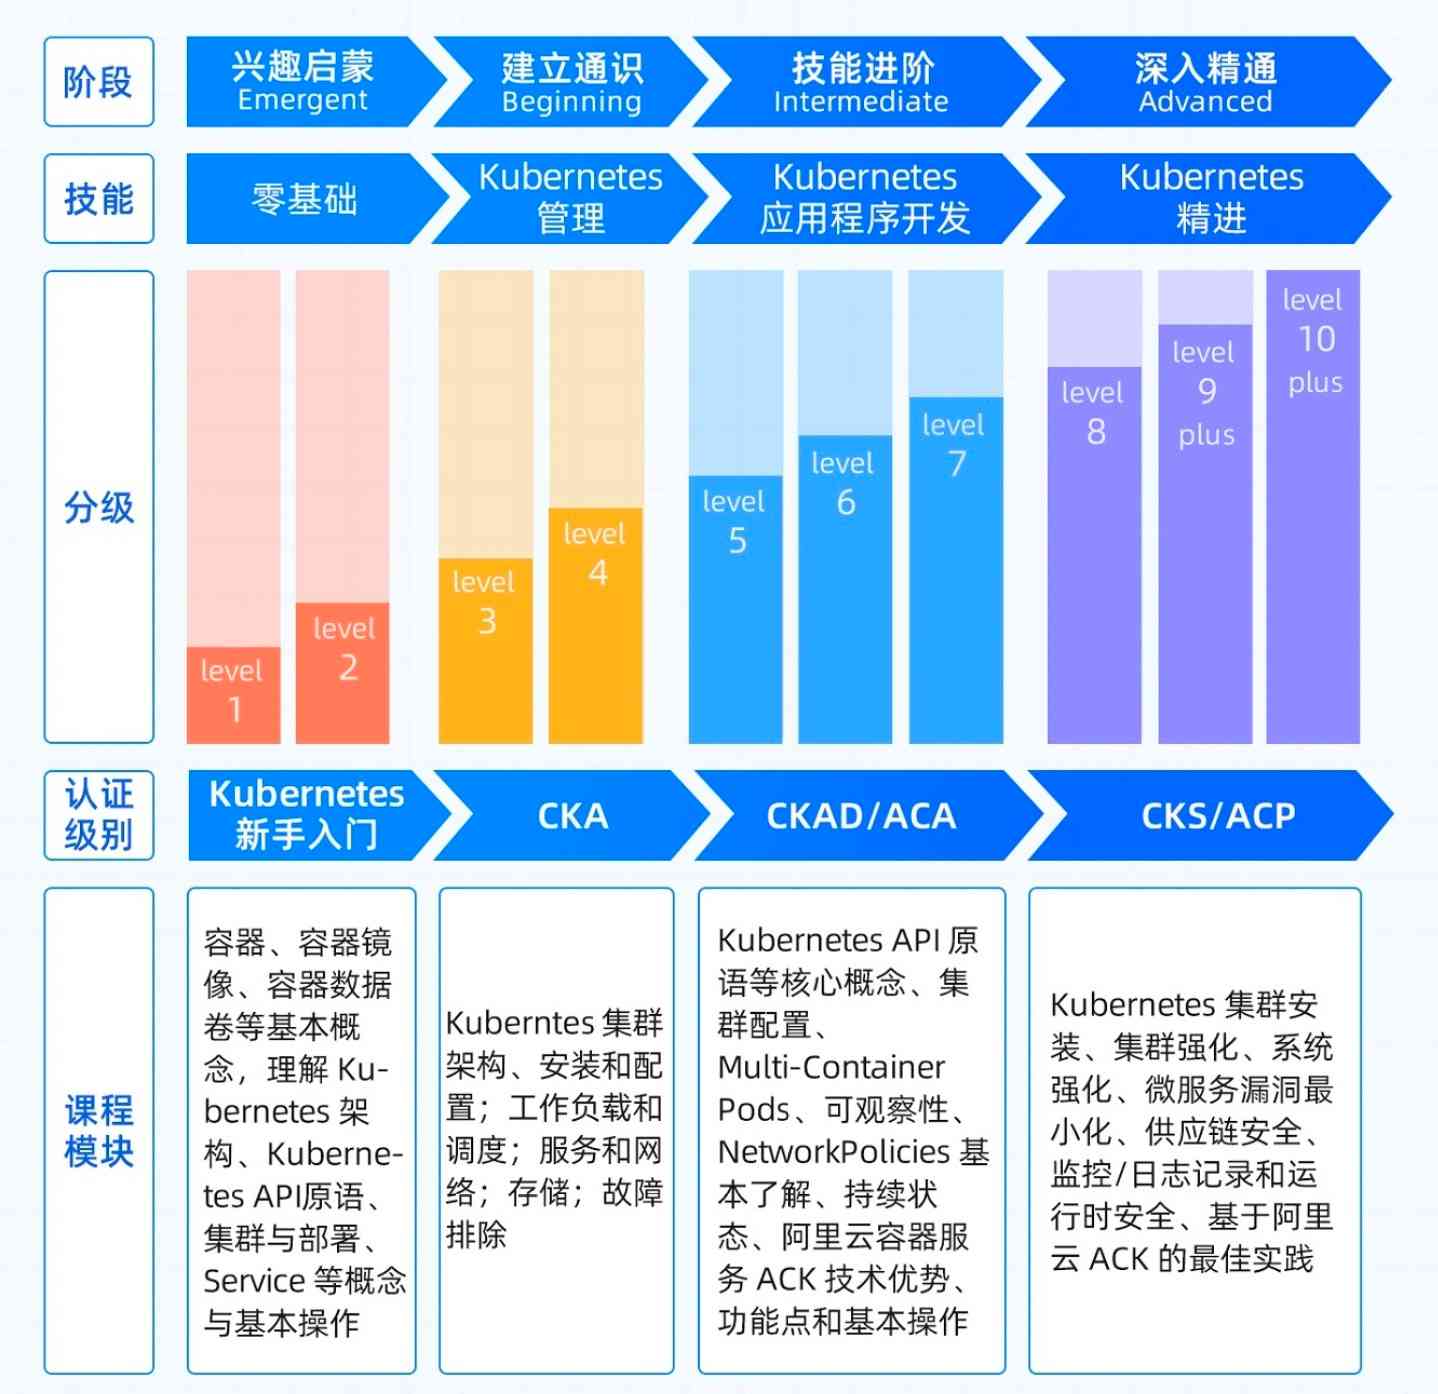 阶段
兴趣启蒙
Emergent
建立通识
Beginning
技能进阶
Intermediate
深入精通
Advanced
技能
零基础
Kubernetes
管理
Kubernetes
应用程序开发
Kubernetes
精进
分级
level
1
level
2
level
3
level
4
level
5
level
6
level
7
level
8
level
9
plus
level
10
plus
认证
级别
Kubernetes
新手入门
CKA
CKAD/ACA
CKS/ACP
课程
模块
容器、容器镜
像、容器数据
卷等基本概
念，理解 Ku-
bernetes 架
构、Kuberne-
tes API原语、
集群与部署、
Service 等概念
与基本操作
Kuberntes 集群
架构、安装和配
置；工作负载和
调度；服务和网
络；存储；故障
排除
Kubernetes API 原
语等核心概念、集
群配置、
Multi-Container
Pods、可观察性、
NetworkPolicies 基
本了解、持续状
态、阿里云容器服
务 ACK 技术优势、
功能点和基本操作
Kubernetes 集群安
装、集群强化、系统
强化、微服务漏洞最
小化、供应链安全、
监控/日志记录和运
行时安全、基于阿里
云 ACK 的最佳实践